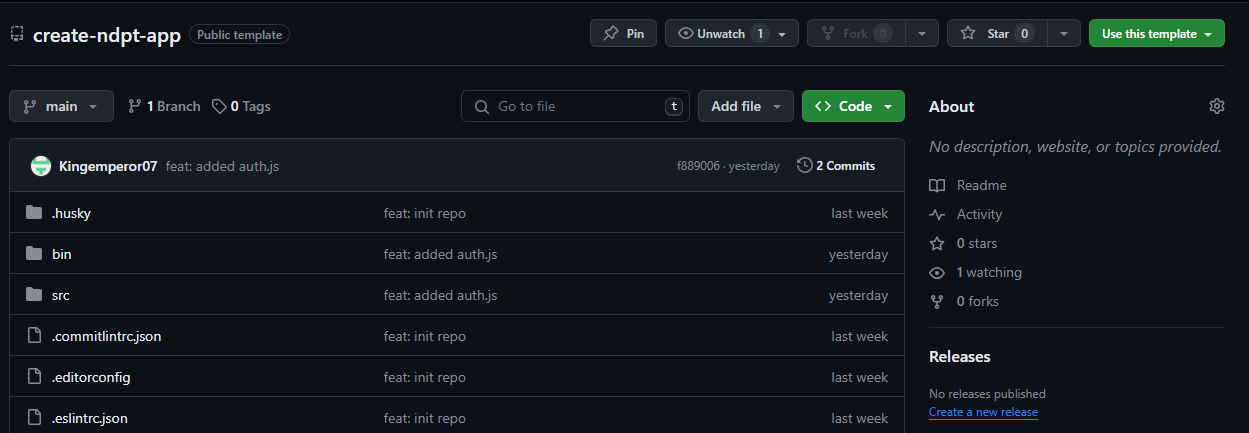 create-ndpt-app Public template Pin Unwatch 1 Fork 0 Star 0 Use this template
main 1 Branch 0 Tags Go to file t Add file <> Code
Kingemperor07 feat: added auth.js f889006 · yesterday 2 Commits
.husky feat: init repo last week
bin feat: added auth.js yesterday
src feat: added auth.js yesterday
.commitlintrc.json feat: init repo last week
.editorconfig feat: init repo last week
.eslintrc.json feat: init repo last week
About
No description, website, or topics provided.
Readme
Activity
0 stars
1 watching
0 forks
Releases
No releases published
Create a new release